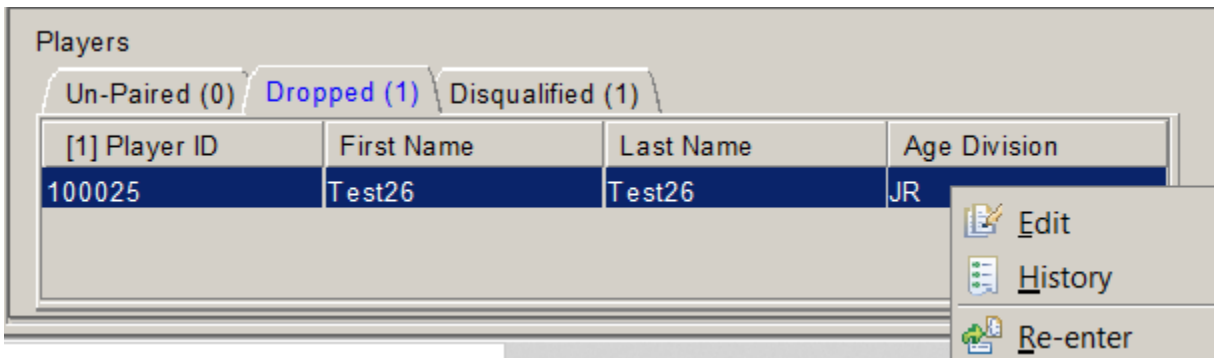 Players
Un-Paired (0) Dropped (1) Disqualified (1)
[1] Player ID First Name Last Name Age Division
100025 Test26 Test26 JR
Edit
History
Re-enter